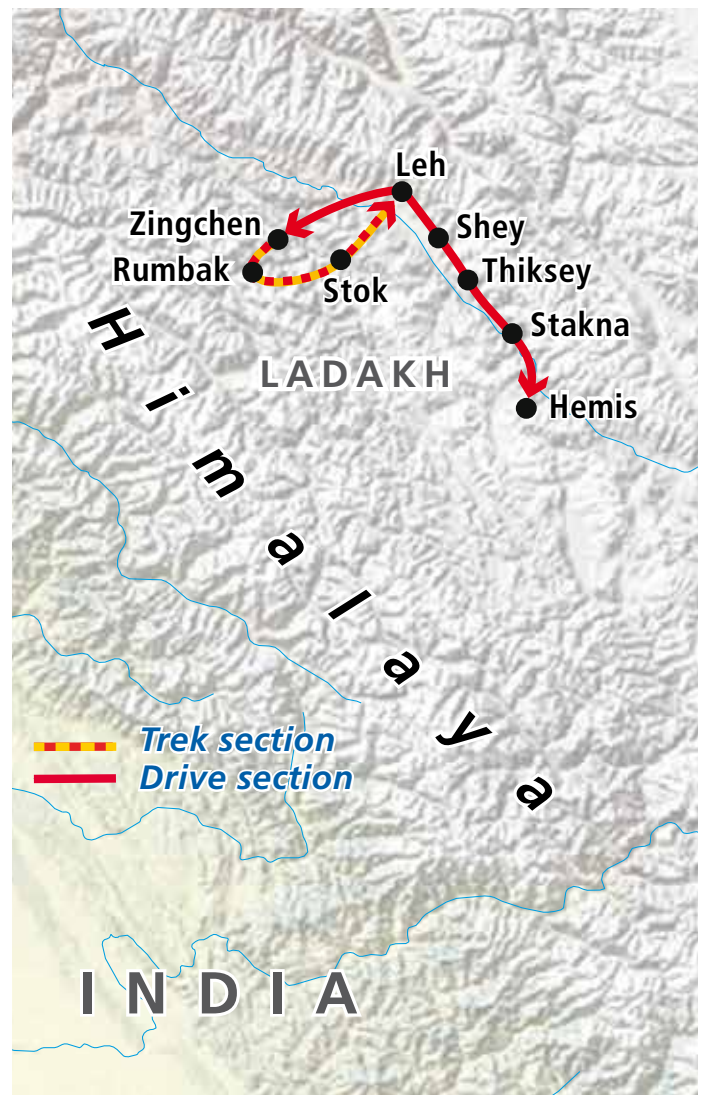 Leh
Zingchen
Shey
Rumbak
Thiksey
Stok
Stakna
LADAKH
Hemis
Himalaya
Trek section
Drive section
INDIA